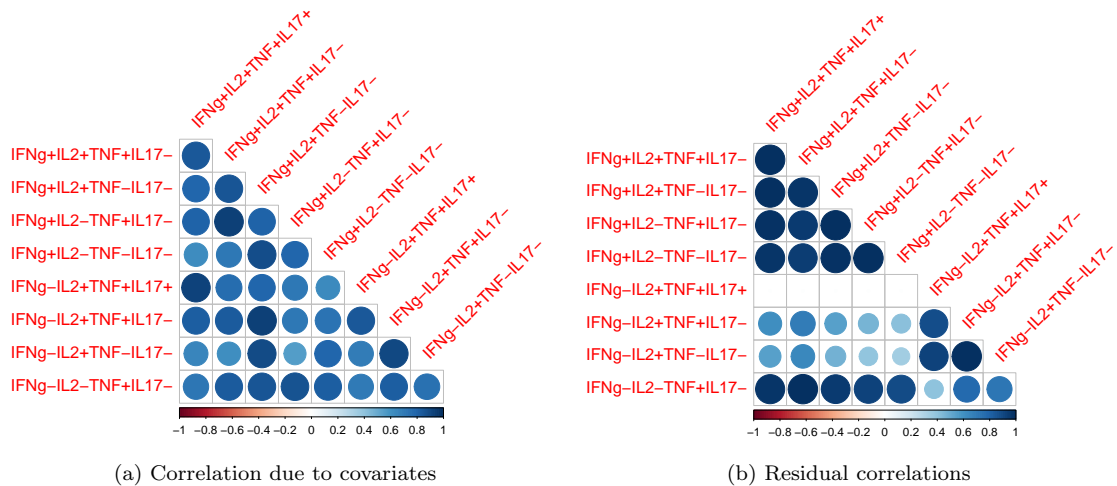 IFNg+IL2+TNF+IL17+
IFNg+IL2+TNF+IL17−
IFNg+IL2+TNF−IL17−
IFNg+IL2−TNF+IL17−
IFNg+IL2−TNF−IL17−
IFNg−IL2+TNF+IL17+
IFNg−IL2+TNF+IL17−
IFNg−IL2+TNF−IL17−
IFNg+IL2+TNF+IL17−
IFNg+IL2+TNF−IL17−
IFNg+IL2−TNF+IL17−
IFNg+IL2−TNF−IL17−
IFNg−IL2+TNF+IL17+
IFNg−IL2+TNF+IL17−
IFNg−IL2+TNF−IL17−
IFNg−IL2−TNF+IL17−
−1 −0.8 −0.6 −0.4 −0.2 0 0.2 0.4 0.6 0.8 1
(a) Correlation due to covariates
IFNg+IL2+TNF+IL17+
IFNg+IL2+TNF+IL17−
IFNg+IL2+TNF−IL17−
IFNg+IL2−TNF+IL17−
IFNg+IL2−TNF−IL17−
IFNg−IL2+TNF+IL17+
IFNg−IL2+TNF+IL17−
IFNg−IL2+TNF−IL17−
IFNg+IL2+TNF+IL17−
IFNg+IL2+TNF−IL17−
IFNg+IL2−TNF+IL17−
IFNg+IL2−TNF−IL17−
IFNg−IL2+TNF+IL17+
IFNg−IL2+TNF+IL17−
IFNg−IL2+TNF−IL17−
IFNg−IL2−TNF+IL17−
−1 −0.8 −0.6 −0.4 −0.2 0 0.2 0.4 0.6 0.8 1
(b) Residual correlations